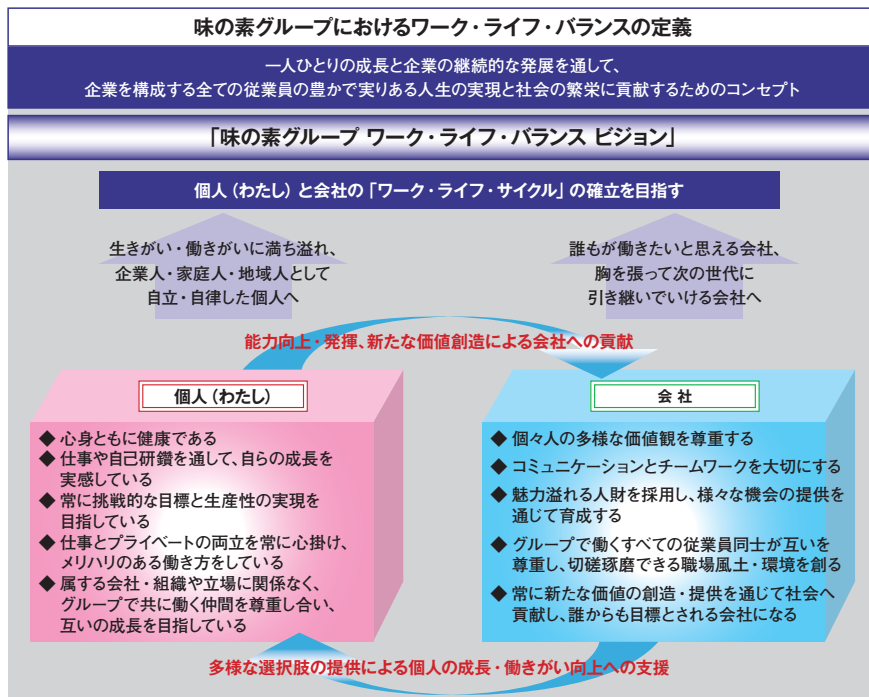 味の素グループにおけるワーク・ライフ・バランスの定義
一人ひとりの成長と企業の継続的な発展を通して、
企業を構成する全ての従業員の豊かで実りある人生の実現と社会の繁栄に貢献するためのコンセプト
「味の素グループ ワーク・ライフ・バランス ビジョン」
個人（わたし）と会社の「ワーク・ライフ・サイクル」の確立を目指す
生きがい・働きがいに満ち溢れ、
企業人・家庭人・地域人として
自立・自律した個人へ
誰もが働きたいと思える会社、
胸を張って次の世代に
引き継いでいける会社へ
能力向上・発揮、新たな価値創造による会社への貢献
個人（わたし）
◆ 心身ともに健康である
◆ 仕事や自己研鑽を通して、自らの成長を
実感している
◆ 常に挑戦的な目標と生産性の実現を
目指している
◆ 仕事とプライベートの両立を常に心掛け、
メリハリのある働き方をしている
◆ 属する会社・組織や立場に関係なく、
グループで共に働く仲間を尊重し合い、
互いの成長を目指している
会社
◆ 個々人の多様な価値観を尊重する
◆ コミュニケーションとチームワークを大切にする
◆ 魅力溢れる人財を採用し、様々な機会の提供を
通じて育成する
◆ グループで働くすべての従業員同士が互いを
尊重し、切磋琢磨できる職場風土・環境を創る
◆ 常に新たな価値の創造・提供を通じて社会へ
貢献し、誰からも目標とされる会社になる
多様な選択肢の提供による個人の成長・働きがい向上への支援